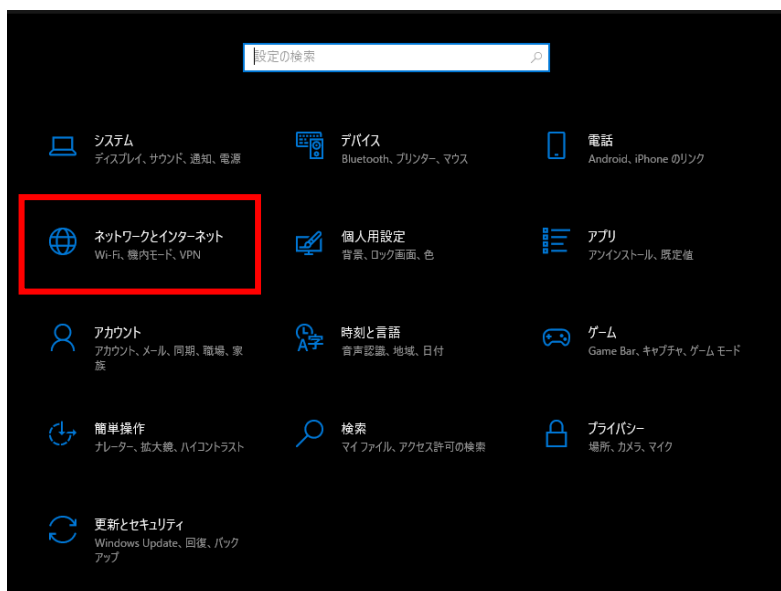 設定の検索
システム
ディスプレイ、サウンド、通知、電源
デバイス
Bluetooth、プリンター、マウス
電話
Android、iPhone のリンク
ネットワークとインターネット
Wi-Fi、機内モード、VPN
個人用設定
背景、ロック画面、色
アプリ
アンインストール、既定値
アカウント
アカウント、メール、同期、職場、家
族
時刻と言語
音声認識、地域、日付
ゲーム
Game Bar、キャプチャ、ゲーム モード
簡単操作
ナレーター、拡大鏡、ハイコントラスト
検索
マイ ファイル、アクセス許可の検索
プライバシー
場所、カメラ、マイク
更新とセキュリティ
Windows Update、回復、バック
アップ